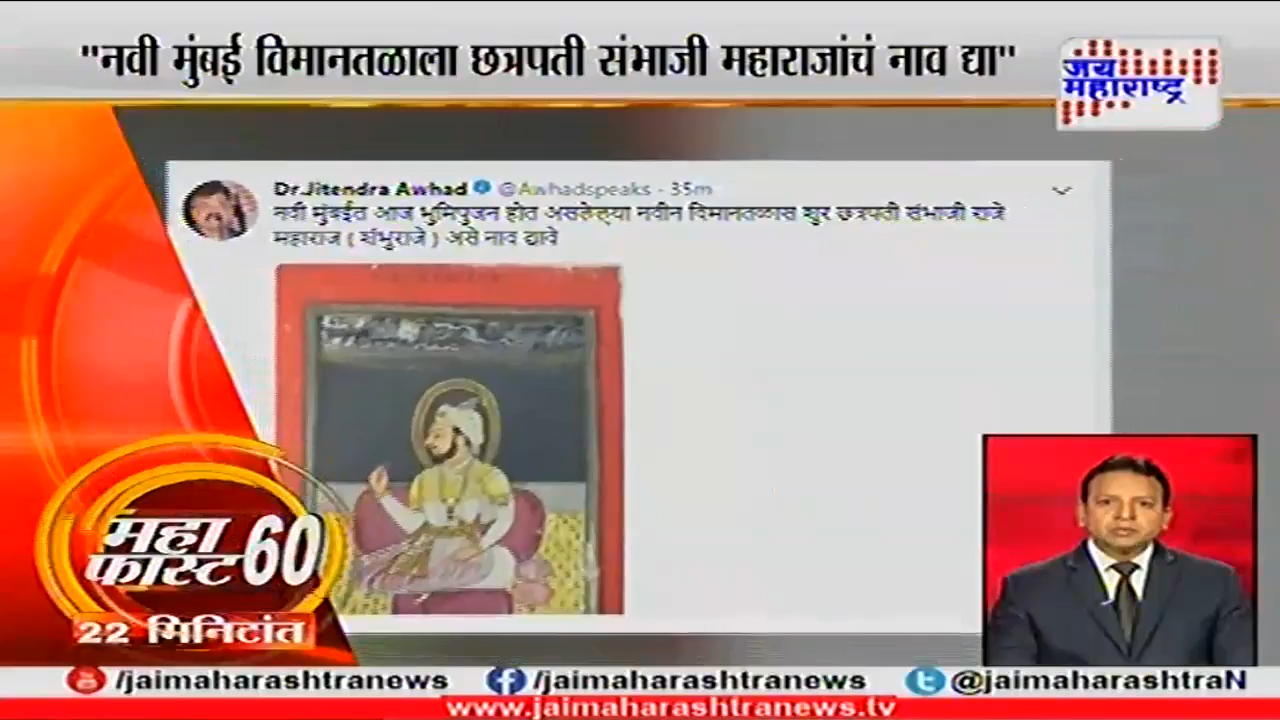 "नवी मुंबई विमानतळाला छत्रपती संभाजी महाराजांचं नाव द्या"
जय
महाराष्ट्र
Dr.Jitendra Awhad @Awhadspeaks - 35m
नवी मुंबईत आज भुमिपुजन होत असलेल्या नवीन विमानतळास शुर छत्रपती संभाजी राजे
महाराज ( शंभुराजे ) असे नाव द्यावे
महा
फास्ट 60
22 मिनिटांत
/jaimaharashtranews /jaimaharashtranews @jaimaharashtraN
www.jaimaharashtranews.tv